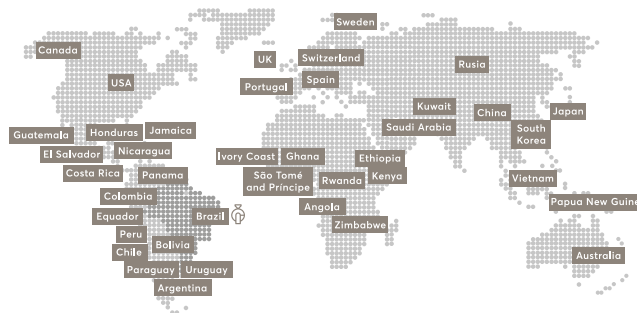 Sweden
Canada
UK
Switzerland
Rusia
USA
Spain
Portugal
Kuwait
China
Japan
Guatemala
Honduras
Jamaica
Saudi Arabia
South
Korea
El Salvador
Nicaragua
Ivory Coast
Ghana
Ethiopia
Costa Rica
Panama
São Tomé
and Príncipe
Rwanda
Kenya
Vietnam
Colombia
Angola
Papua New Guine
Equador
Brazil
Zimbabwe
Peru
Bolivia
Chile
Australia
Paraguay
Uruguay
Argentina